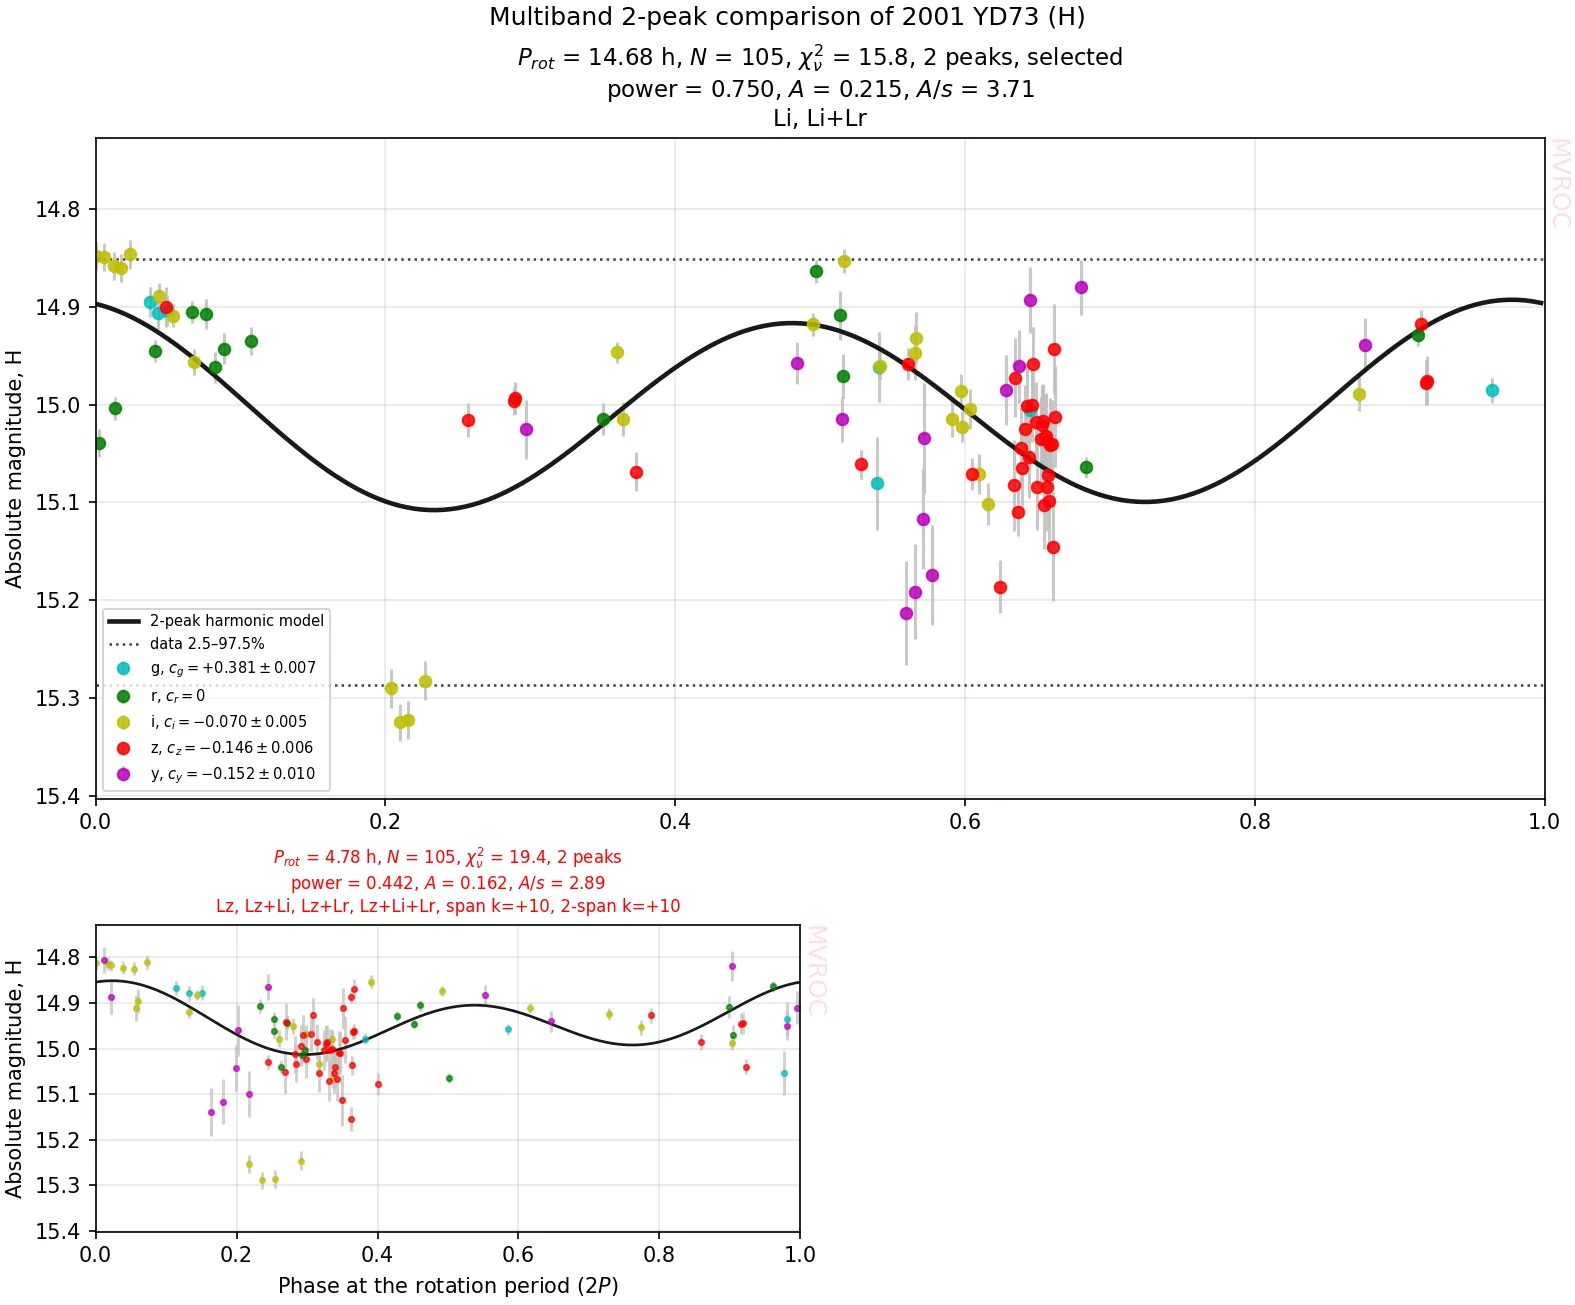 Multiband 2-peak comparison of 2001 YD73 (H)
P_rot = 14.68 h, N = 105, χ²_ν = 15.8, 2 peaks, selected
power = 0.750, A = 0.215, A/s = 3.71
Li, Li+Lr
MVROC
Absolute magnitude, H
14.8
14.9
15.0
15.1
15.2
15.3
15.4
2-peak harmonic model
data 2.5–97.5%
g, c_g = +0.381 ± 0.007
r, c_r = 0
i, c_i = −0.070 ± 0.005
z, c_z = −0.146 ± 0.006
y, c_y = −0.152 ± 0.010
0.0 0.2 0.4 0.6 0.8 1.0
P_rot = 4.78 h, N = 105, χ²_ν = 19.4, 2 peaks
power = 0.442, A = 0.162, A/s = 2.89
Lz, Lz+Li, Lz+Lr, Lz+Li+Lr, span k=+10, 2-span k=+10
MVROC
Absolute magnitude, H
14.8
14.9
15.0
15.1
15.2
15.3
15.4
0.0 0.2 0.4 0.6 0.8 1.0
Phase at the rotation period (2P)